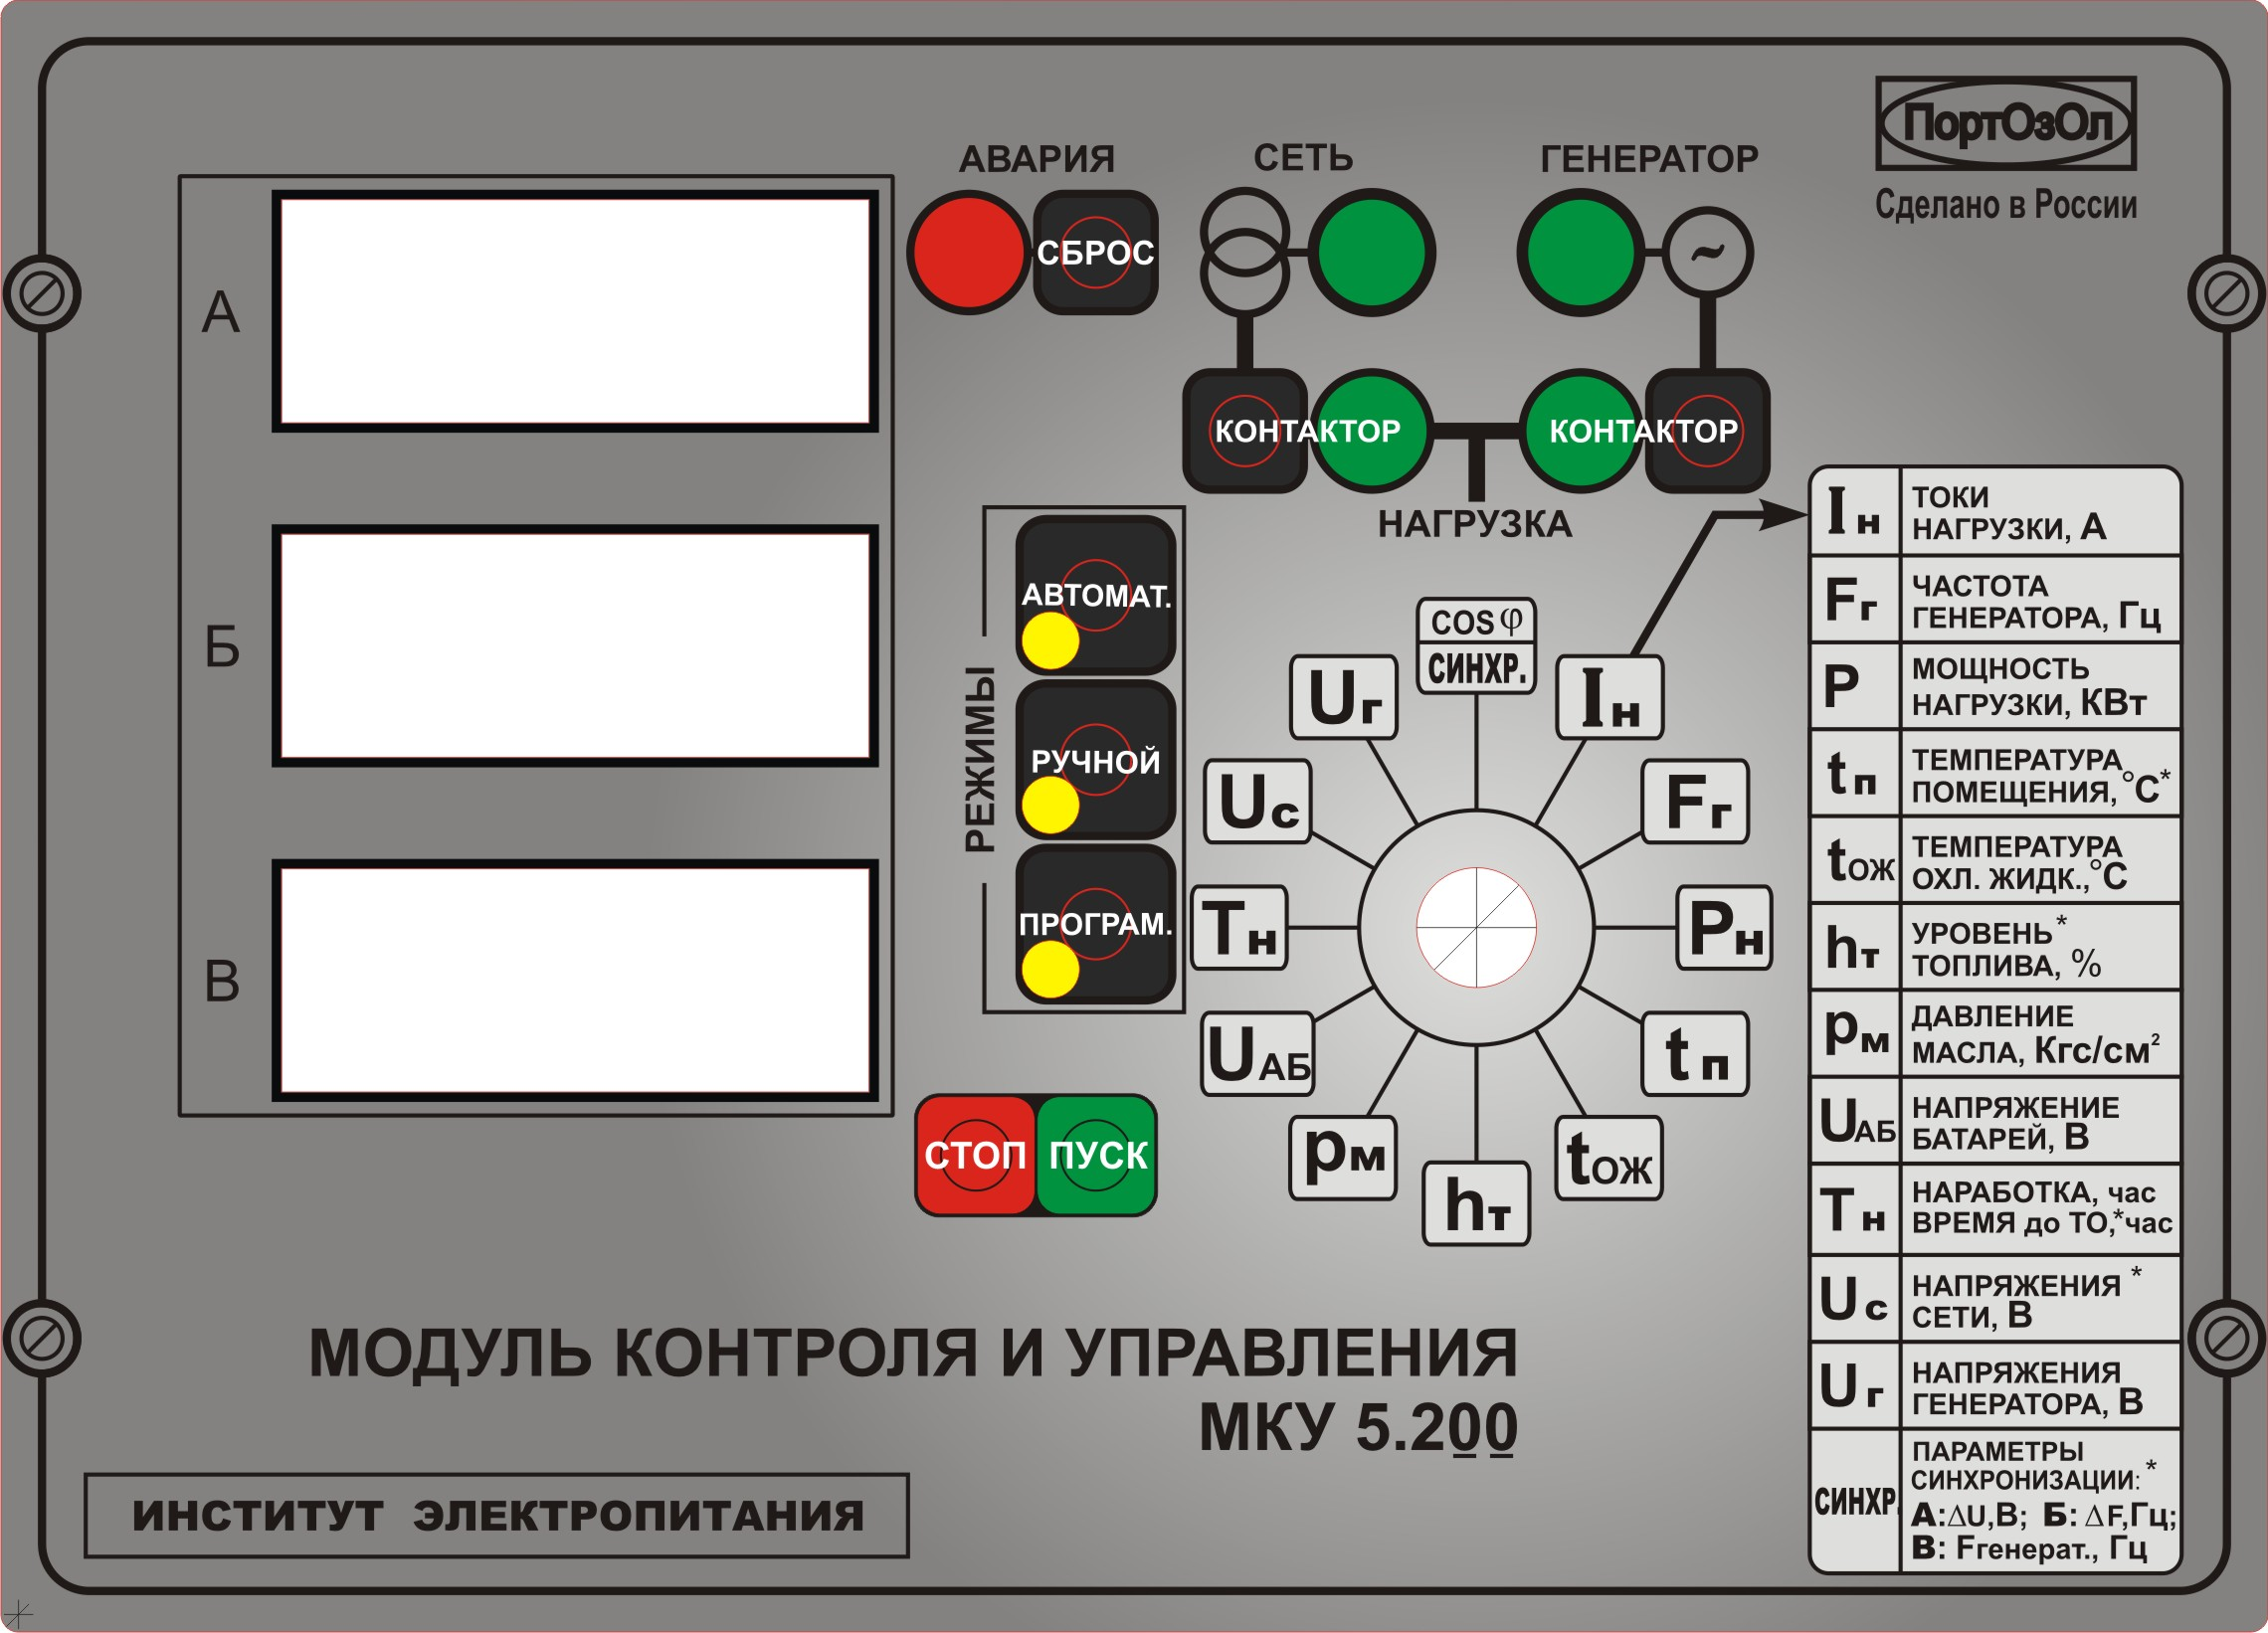 ПортОзОл
Сделано в России
АВАРИЯ
СЕТЬ
ГЕНЕРАТОР
СБРОС
~
А
КОНТАКТОР
КОНТАКТОР
НАГРУЗКА
Б
В
РЕЖИМЫ
АВТОМАТ.
РУЧНОЙ
ПРОГРАМ.
СТОП
ПУСК
COS φ
СИНХР.
Iн
Fг
Pн
tп
tОЖ
hт
pм
UАБ
Tн
Uс
Uг
Iн
ТОКИ
НАГРУЗКИ, А
Fг
ЧАСТОТА
ГЕНЕРАТОРА, Гц
P
МОЩНОСТЬ
НАГРУЗКИ, КВт
tп
ТЕМПЕРАТУРА
ПОМЕЩЕНИЯ,°С*
tОЖ
ТЕМПЕРАТУРА
ОХЛ. ЖИДК.,°С
hт
УРОВЕНЬ*
ТОПЛИВА, %
pм
ДАВЛЕНИЕ
МАСЛА, Кгс/см²
UАБ
НАПРЯЖЕНИЕ
БАТАРЕЙ, В
Tн
НАРАБОТКА, час
ВРЕМЯ до ТО,*час
Uс
НАПРЯЖЕНИЯ *
СЕТИ, В
Uг
НАПРЯЖЕНИЯ
ГЕНЕРАТОРА, В
СИНХР.
ПАРАМЕТРЫ
СИНХРОНИЗАЦИИ: *
А:ΔU,В; Б: ΔF,Гц;
В: Fгенерат., Гц
МОДУЛЬ КОНТРОЛЯ И УПРАВЛЕНИЯ
МКУ 5.200
ИНСТИТУТ ЭЛЕКТРОПИТАНИЯ